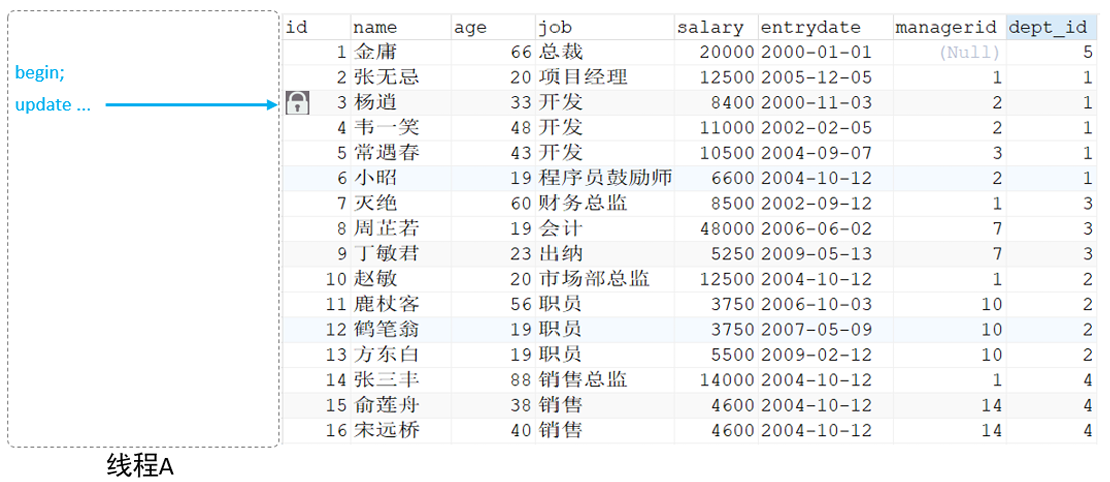 id name age job salary entrydate managerid dept_id
1 金庸 66 总裁 20000 2000-01-01 (Null) 5
begin;
2 张无忌 20 项目经理 12500 2005-12-05 1 1
update ...
3 杨逍 33 开发 8400 2000-11-03 2 1
4 韦一笑 48 开发 11000 2002-02-05 2 1
5 常遇春 43 开发 10500 2004-09-07 3 1
6 小昭 19 程序员鼓励师 6600 2004-10-12 2 1
7 灭绝 60 财务总监 8500 2002-09-12 1 3
8 周芷若 19 会计 48000 2006-06-02 7 3
9 丁敏君 23 出纳 5250 2009-05-13 7 3
10 赵敏 20 市场部总监 12500 2004-10-12 1 2
11 鹿杖客 56 职员 3750 2006-10-03 10 2
12 鹤笔翁 19 职员 3750 2007-05-09 10 2
13 方东白 19 职员 5500 2009-02-12 10 2
14 张三丰 88 销售总监 14000 2004-10-12 1 4
15 俞莲舟 38 销售 4600 2004-10-12 14 4
16 宋远桥 40 销售 4600 2004-10-12 14 4
线程A